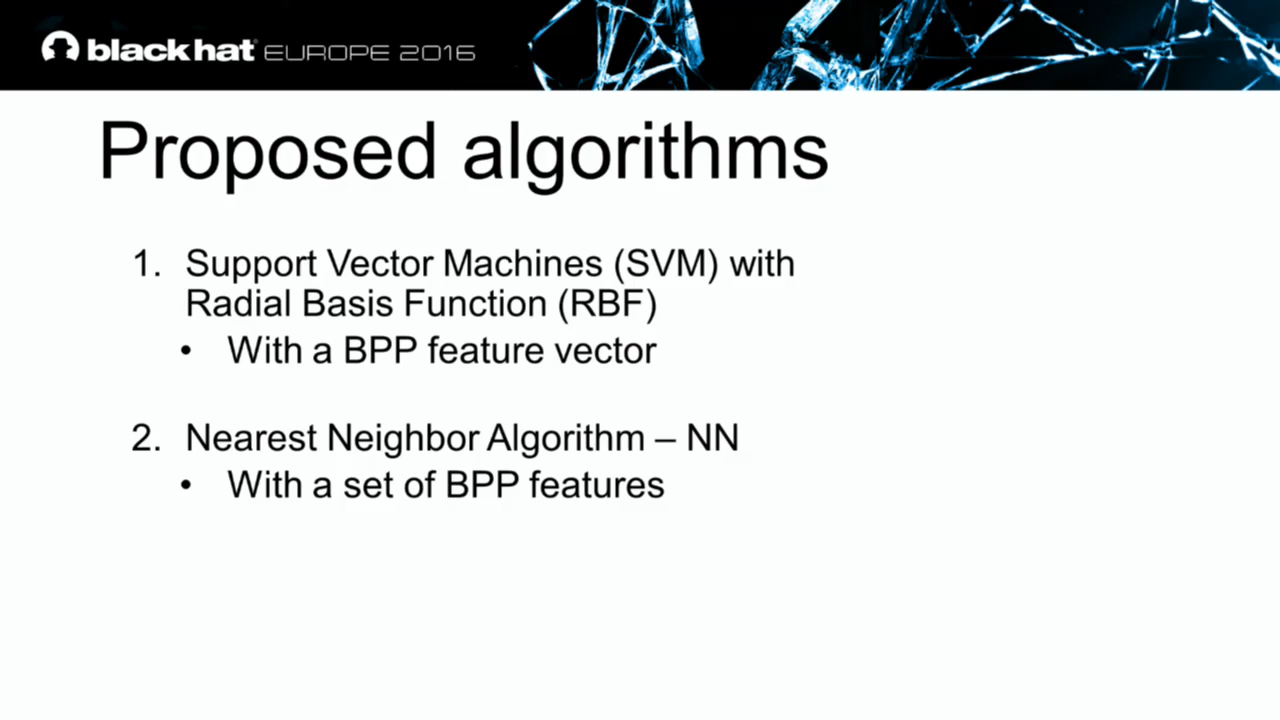 black hat EUROPE 2016
Proposed algorithms
1. Support Vector Machines (SVM) with
Radial Basis Function (RBF)
• With a BPP feature vector
2. Nearest Neighbor Algorithm – NN
• With a set of BPP features